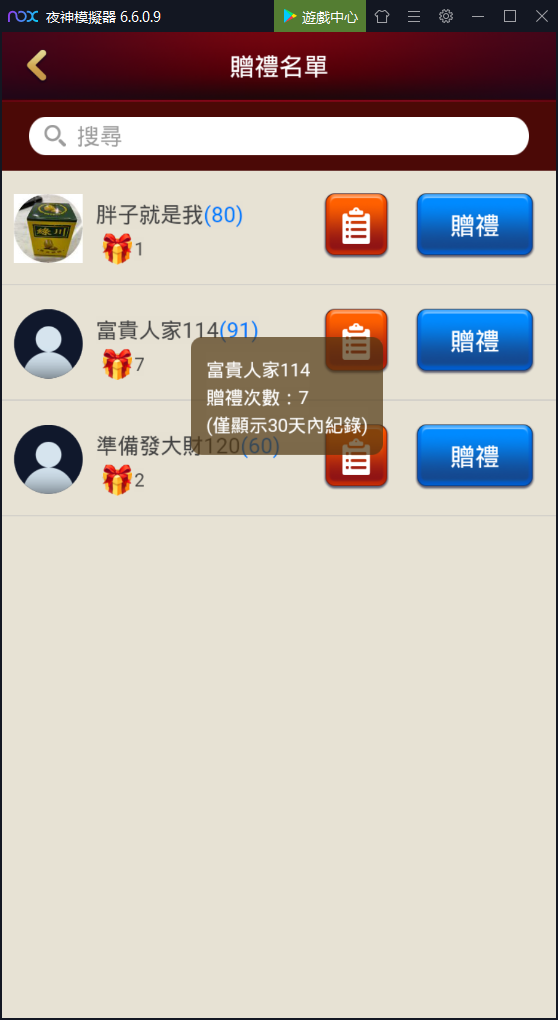 nox 夜神模擬器 6.6.0.9 遊戲中心
贈禮名單
搜尋
胖子就是我(80)
1
贈禮
富貴人家114(91)
7
贈禮
富貴人家114
贈禮次數：7
(僅顯示30天內紀錄)
準備發大財120(60)
2
贈禮